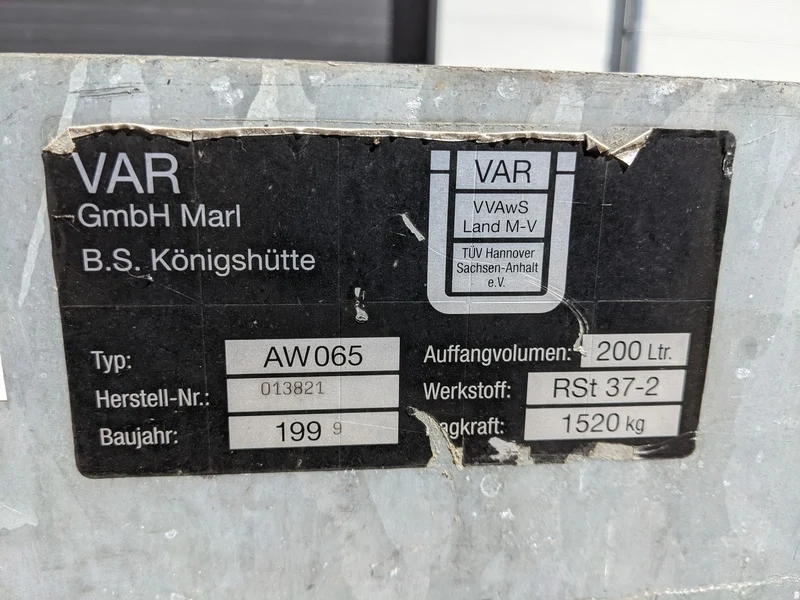 VAR
GmbH Marl
B.S. Königshütte
VAR
VVAwS
Land M-V
TÜV Hannover
Sachsen-Anhalt
e.V.
Typ: AW065
Herstell-Nr.: 013821
Baujahr: 199 9
Auffangvolumen: 200 Ltr.
Werkstoff: RSt 37-2
agkraft: 1520 kg